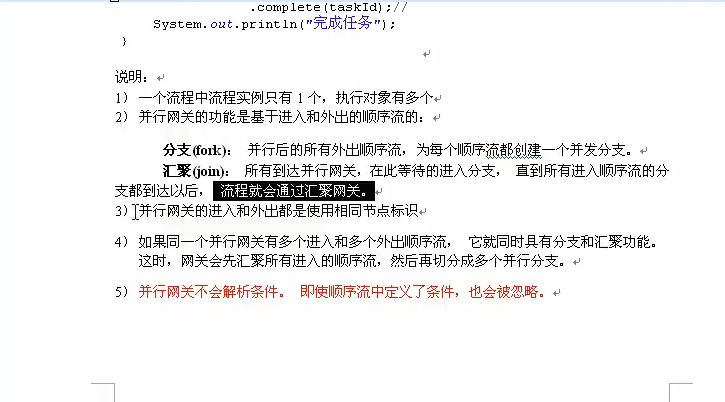 .complete(taskId);//
System.out.println("完成任务");
}
说明：
1） 一个流程中流程实例只有 1 个，执行对象有多个
2） 并行网关的功能是基于进入和外出的顺序流的：
分支(fork)： 并行后的所有外出顺序流，为每个顺序流都创建一个并发分支。
汇聚(join)： 所有到达并行网关，在此等待的进入分支， 直到所有进入顺序流的分
支都到达以后， 流程就会通过汇聚网关。
3） 并行网关的进入和外出都是使用相同节点标识
4） 如果同一个并行网关有多个进入和多个外出顺序流， 它就同时具有分支和汇聚功能。
这时，网关会先汇聚所有进入的顺序流，然后再切分成多个并行分支。
5） 并行网关不会解析条件。 即使顺序流中定义了条件，也会被忽略。